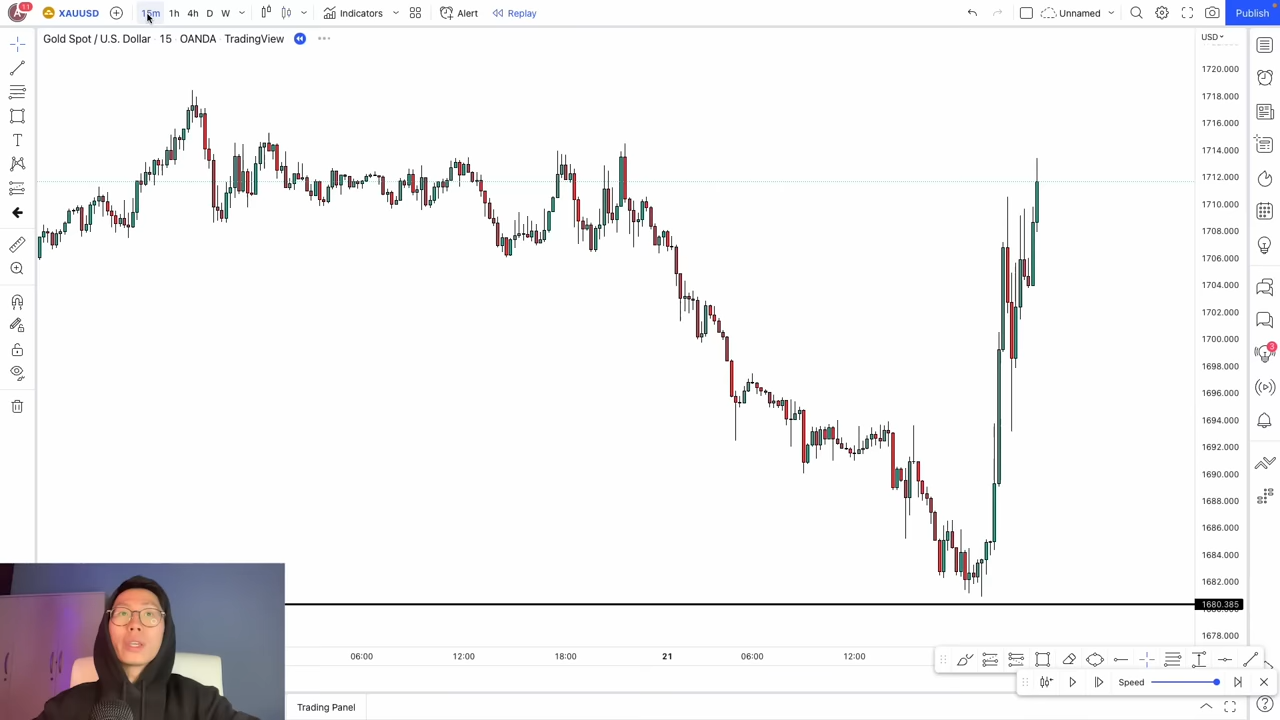 11
XAUUSD
15m 1h 4h D W
Indicators
Alert
Replay
Unnamed
Publish
Gold Spot / U.S. Dollar · 15 · OANDA · TradingView
USD
1720.000
1718.000
1716.000
1714.000
1712.000
1710.000
1708.000
1706.000
1704.000
1702.000
1700.000
1698.000
1696.000
1694.000
1692.000
1690.000
1688.000
1686.000
1684.000
1682.000
1680.385
1678.000
3
06:00 12:00 18:00 21 06:00 12:00
Speed
Trading Panel